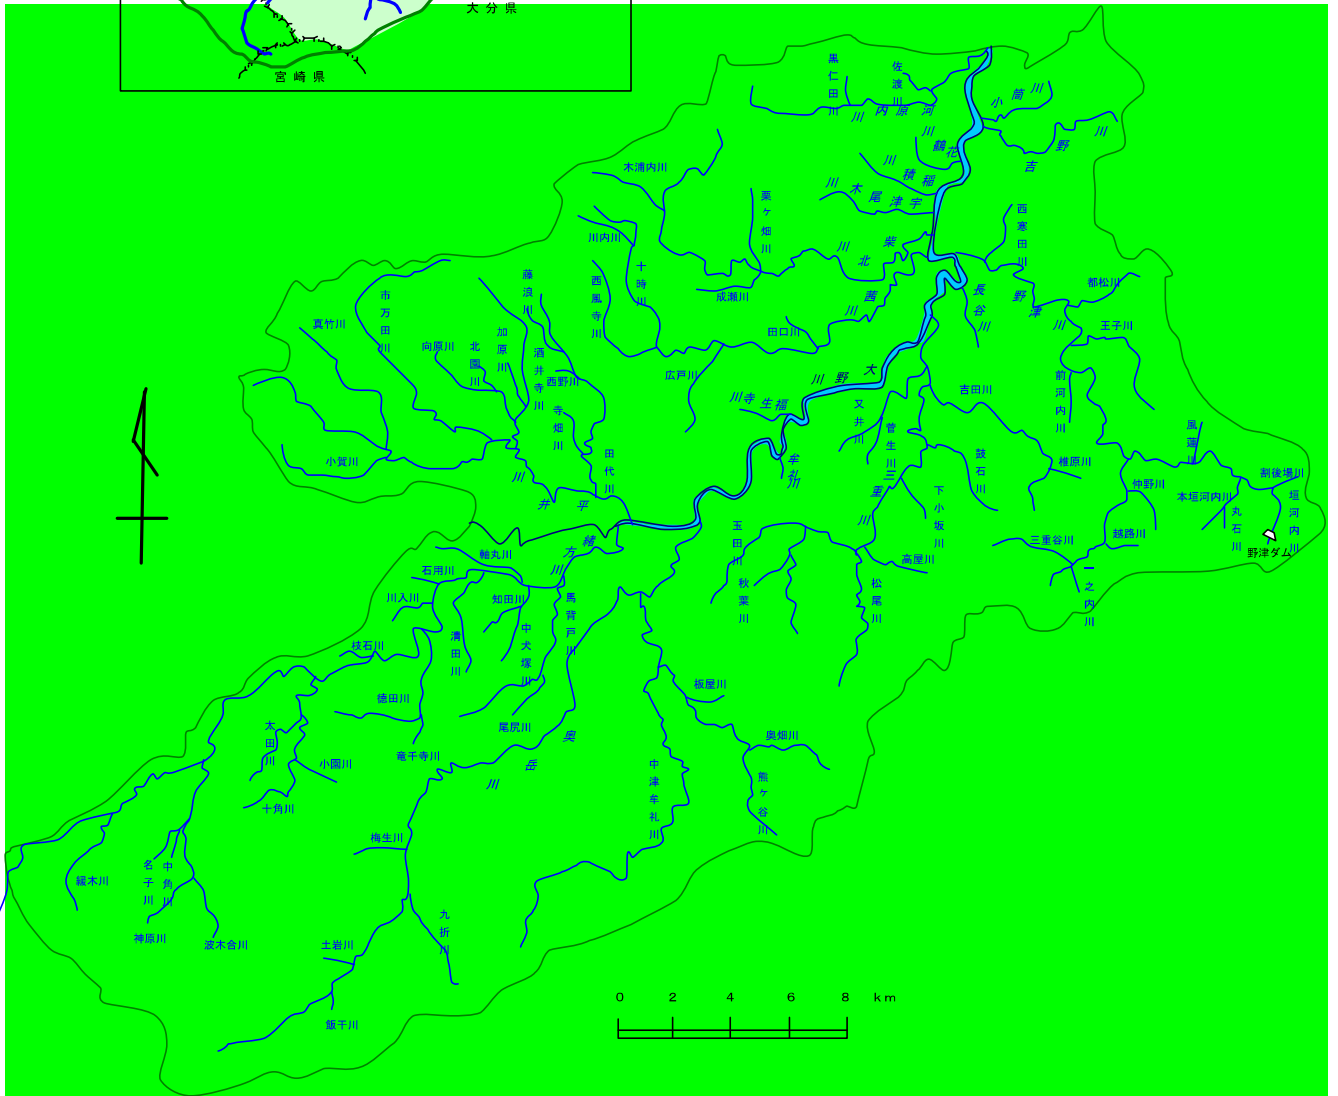 大分県
宮崎県
黒仁田川
佐渡川
河原内川
小筒川
吉野川
花鶴川
稲積川
宇津尾木川
木浦内川
栗ヶ畑川
西寒田川
川内川
十時川
西風寺川
藤浪川
成瀬川
柴北川
茜川
長谷川
野津川
都松川
王子川
市万田川
真竹川
向原川
北園川
加原川
酒井寺川
西野川
寺畑川
田代川
小賀川
平井川
田口川
広戸川
大野川
福生寺川
牟礼川
又井川
菅生川
三重川
吉田川
前河内川
鼓石川
下小坂川
椎原川
仲野川
風蓮川
割後場川
本垣河内川
丸石川
垣河内川
野津ダム
越路川
三重谷川
一之内川
高屋川
松尾川
玉田川
秋葉川
緒方川
軸丸川
石用川
川入川
知田川
馬背戸川
中犬塚川
清田川
枝石川
徳田川
尾尻川
竜千寺川
太田川
小園川
十角川
奥岳川
板屋川
奥畑川
熊ヶ谷川
中津牟礼川
梅生川
緩木川
名子川
中角川
神原川
波木合川
九折川
土岩川
飯干川
0 2 4 6 8 km